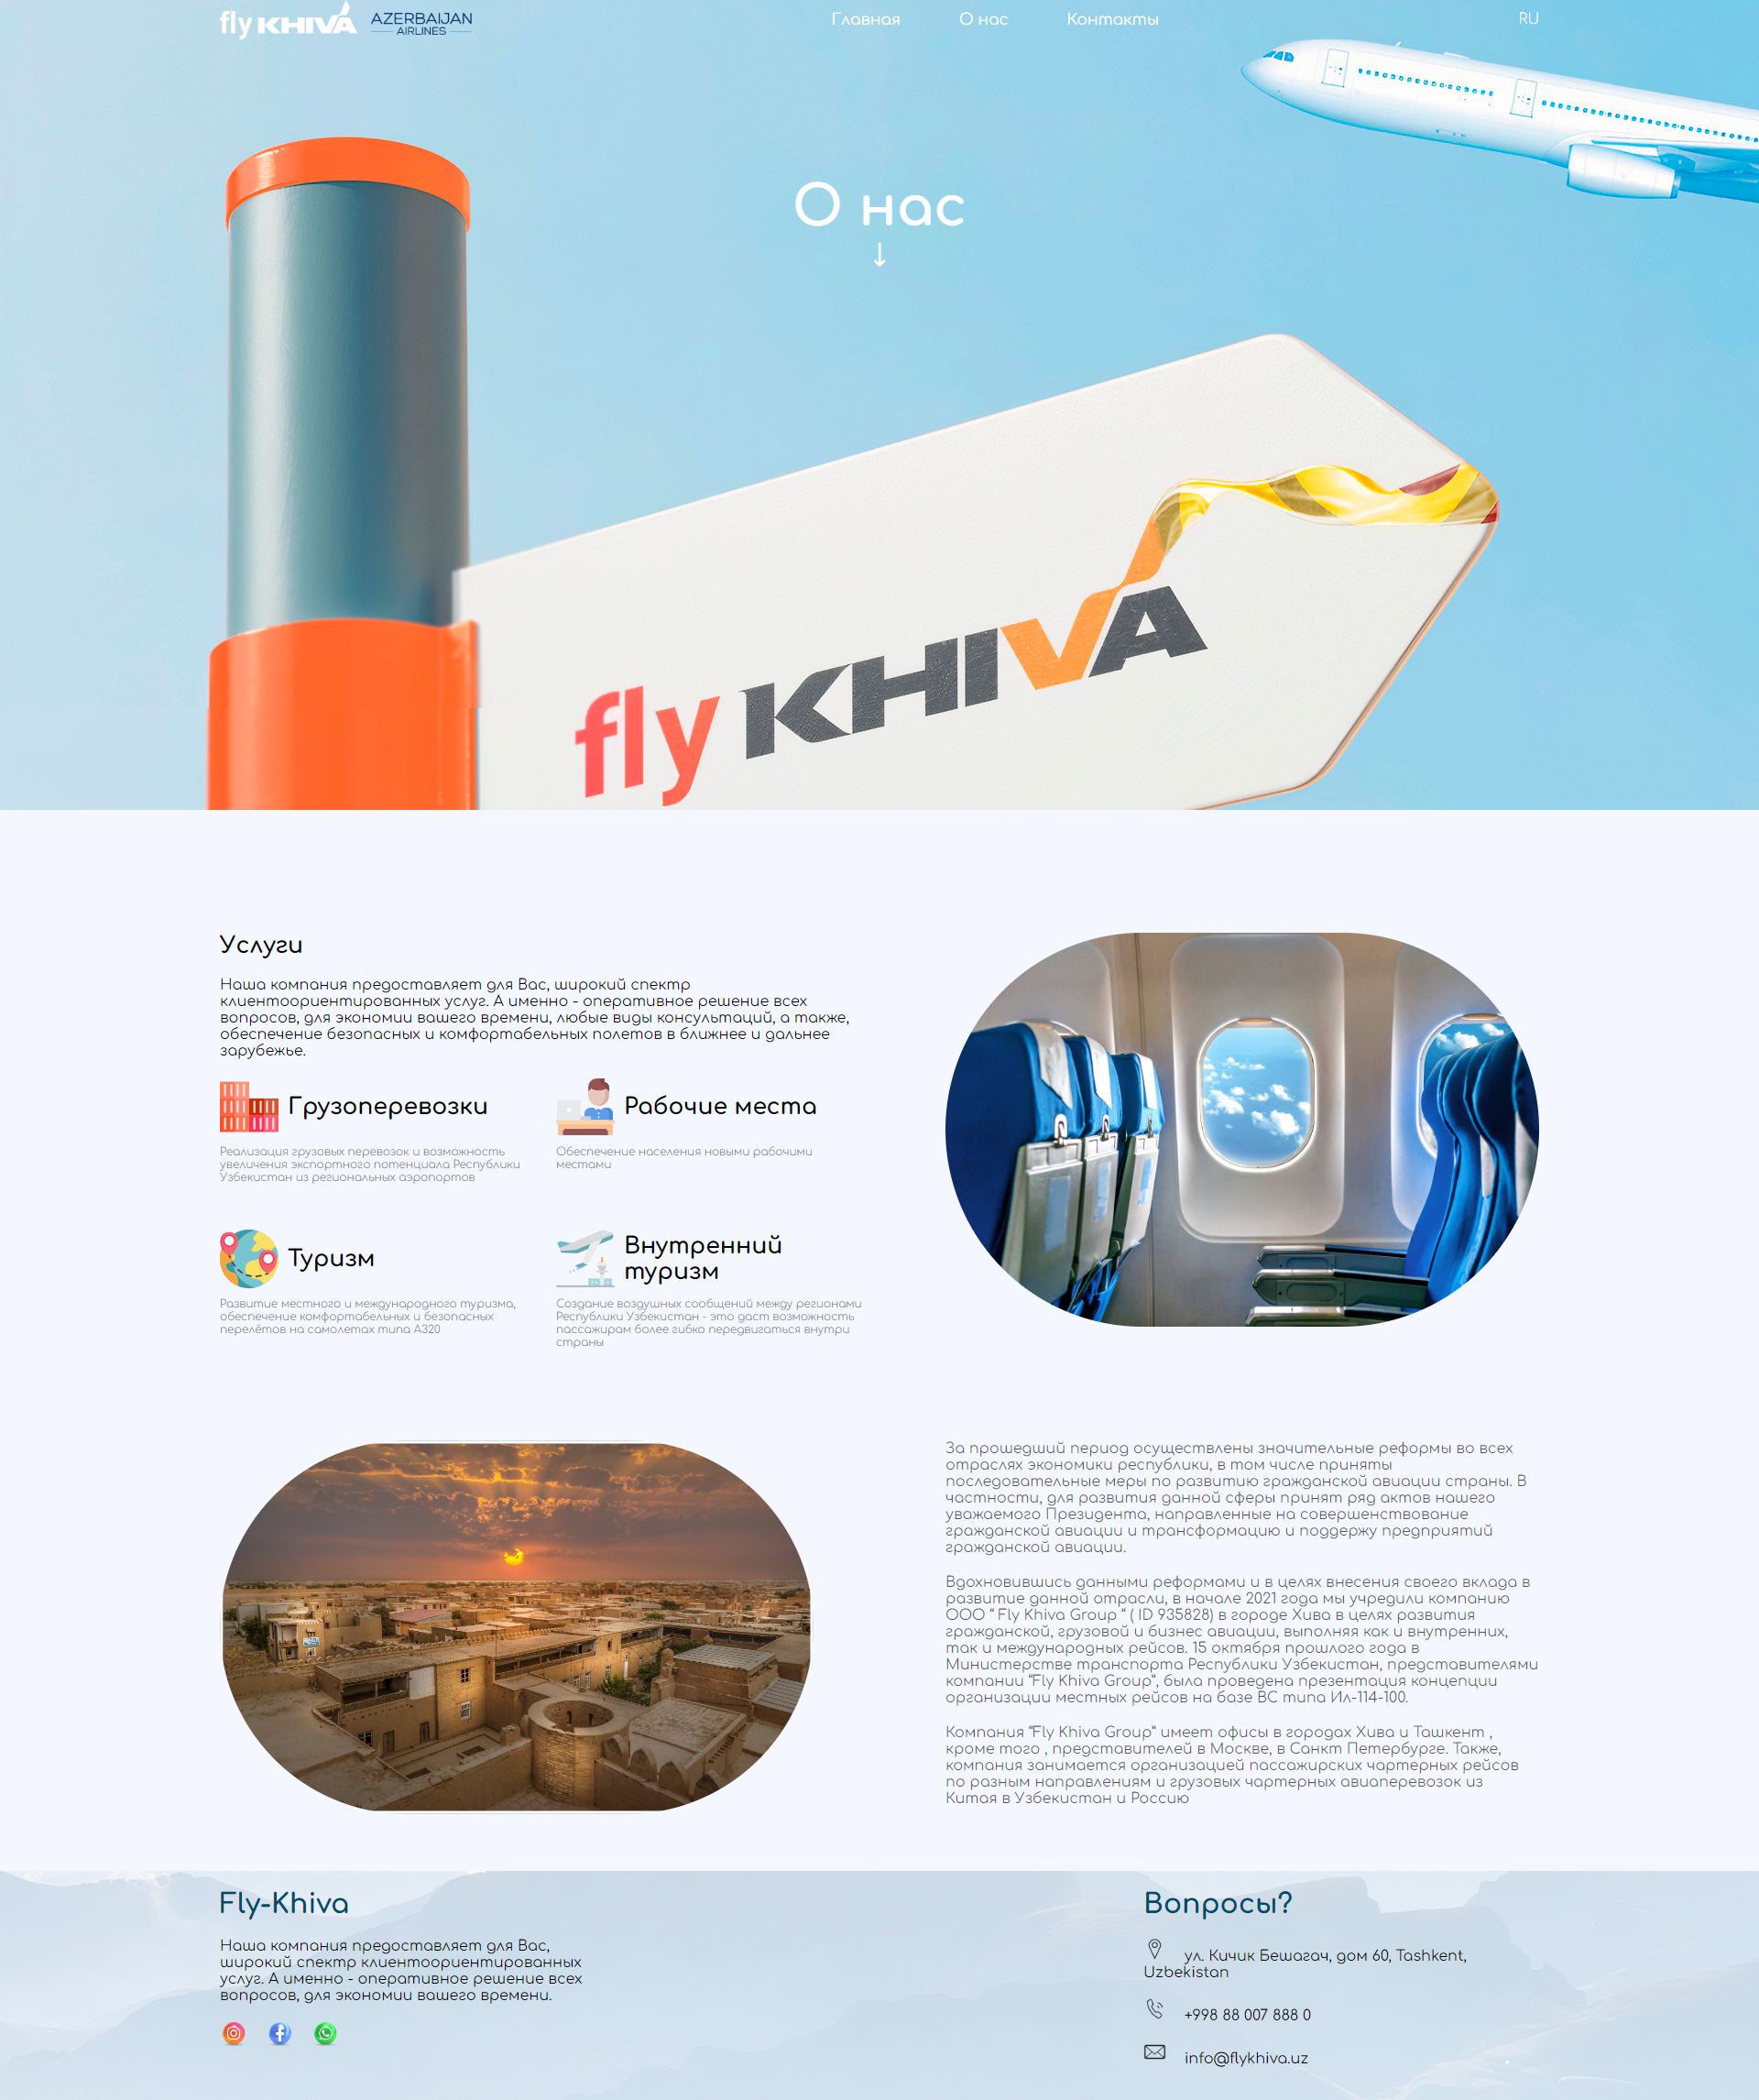 fly KHIVA
AZERBAIJAN
AIRLINES
Главная
О нас
Контакты
RU
О нас
↓
fly KHIVA
Услуги
Наша компания предоставляет для Вас, широкий спектр
клиентоориентированных услуг. А именно - оперативное решение всех
вопросов, для экономии вашего времени, любые виды консультаций, а также,
обеспечение безопасных и комфортабельных полетов в ближнее и дальнее
зарубежье.
Грузоперевозки
Реализация грузовых перевозок и возможность
увеличения экспортного потенциала Республики
Узбекистан из региональных аэропортов
Рабочие места
Обеспечение населения новыми рабочими
местами
Туризм
Развитие местного и международного туризма,
обеспечение комфортабельных и безопасных
перелётов на самолетах типа А320
Внутренний
туризм
Создание воздушных сообщений между регионами
Республики Узбекистан - это даст возможность
пассажирам более гибко передвигаться внутри
страны
За прошедший период осуществлены значительные реформы во всех
отраслях экономики республики, в том числе приняты
последовательные меры по развитию гражданской авиации страны. В
частности, для развития данной сферы принят ряд актов нашего
уважаемого Президента, направленные на совершенствование
гражданской авиации и трансформацию и поддержу предприятий
гражданской авиации.
Вдохновившись данными реформами и в целях внесения своего вклада в
развитие данной отрасли, в начале 2021 года мы учредили компанию
ООО “ Fly Khiva Group “ ( ID 935828) в городе Хива в целях развития
гражданской, грузовой и бизнес авиации, выполняя как и внутренних,
так и международных рейсов. 15 октября прошлого года в
Министерстве транспорта Республики Узбекистан, представителями
компании “Fly Khiva Group”, была проведена презентация концепции
организации местных рейсов на базе ВС типа Ил-114-100.
Компания “Fly Khiva Group” имеет офисы в городах Хива и Ташкент ,
кроме того , представителей в Москве, в Санкт Петербурге. Также,
компания занимается организацией пассажирских чартерных рейсов
по разным направлениям и грузовых чартерных авиаперевозок из
Китая в Узбекистан и Россию
Fly-Khiva
Наша компания предоставляет для Вас,
широкий спектр клиентоориентированных
услуг. А именно - оперативное решение всех
вопросов, для экономии вашего времени.
Вопросы?
ул. Кичик Бешагач, дом 60, Tashkent,
Uzbekistan
+998 88 007 888 0
info@flykhiva.uz